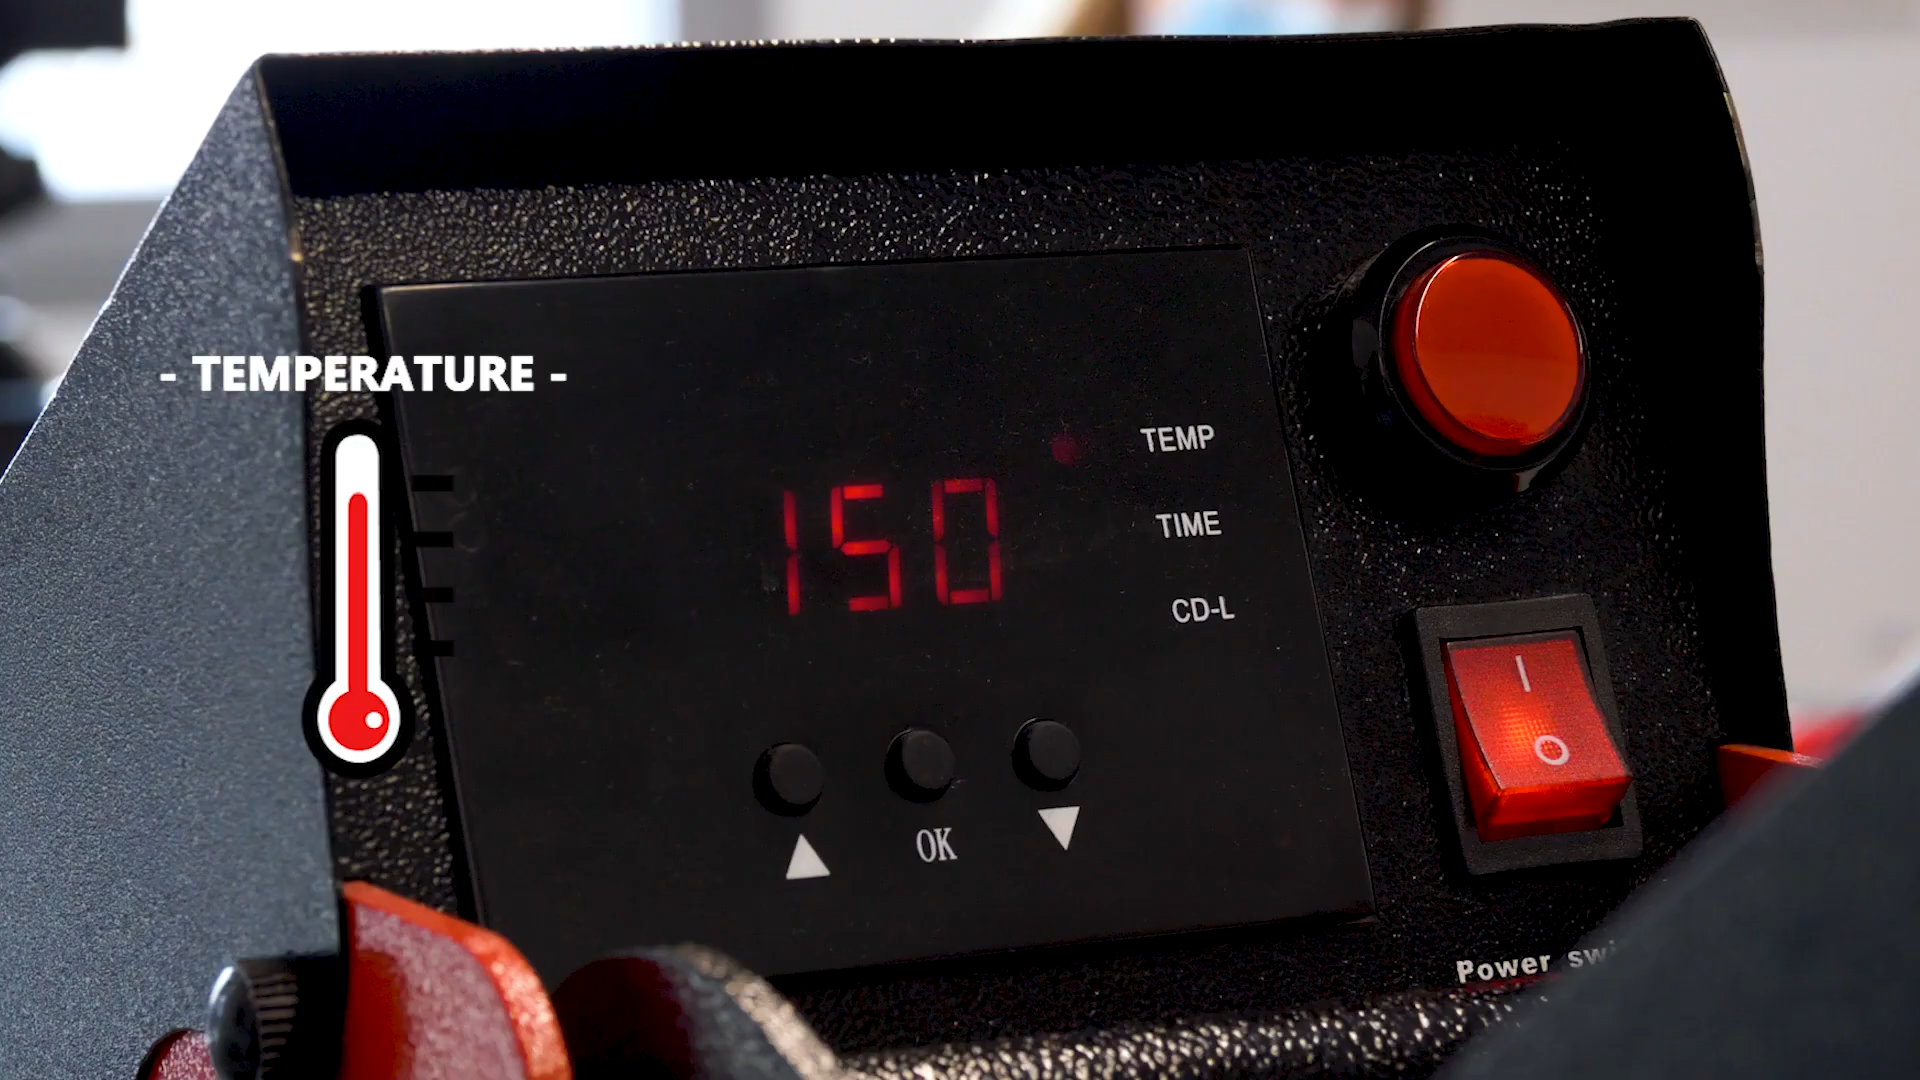 - TEMPERATURE -
TEMP
150
TIME
CD-L
OK
I
O
Power